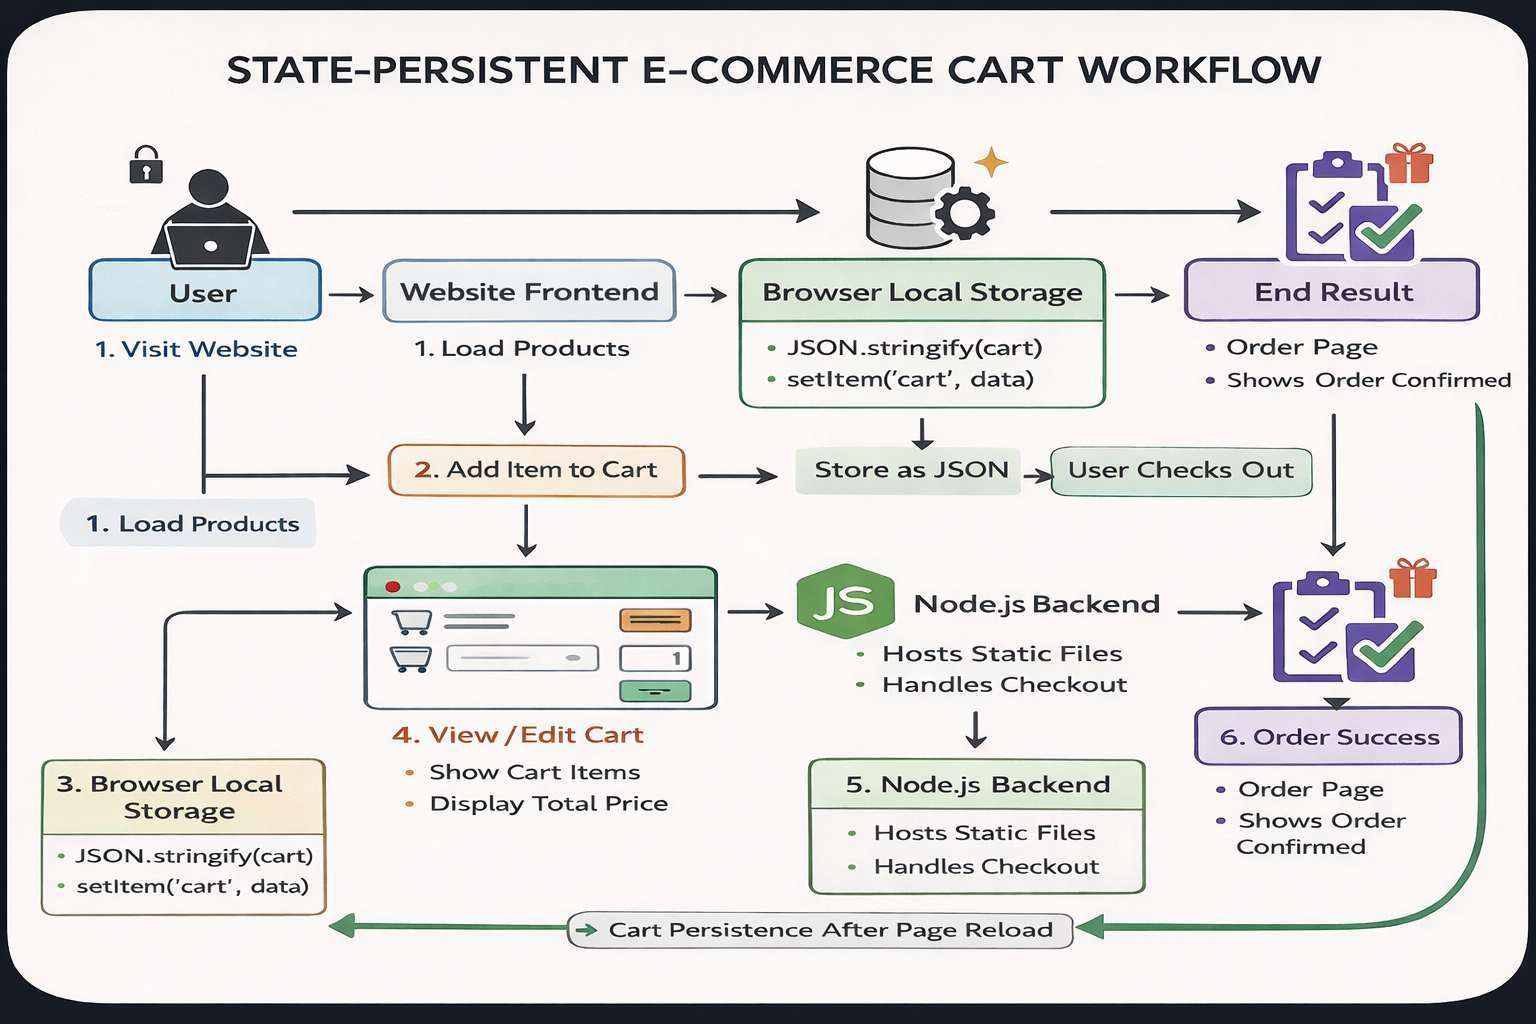 STATE-PERSISTENT E-COMMERCE CART WORKFLOW
User
Website Frontend
Browser Local Storage
End Result
1. Visit Website
1. Load Products
• JSON.stringify(cart)
• setItem('cart', data)
• Order Page
• Shows Order Confirmed
2. Add Item to Cart
Store as JSON
User Checks Out
1. Load Products
1
JS
Node.js Backend
• Hosts Static Files
• Handles Checkout
4. View / Edit Cart
• Show Cart Items
• Display Total Price
3. Browser Local
Storage
• JSON.stringify(cart)
• setItem('cart', data)
5. Node.js Backend
• Hosts Static Files
• Handles Checkout
6. Order Success
• Order Page
• Shows Order
Confirmed
Cart Persistence After Page Reload